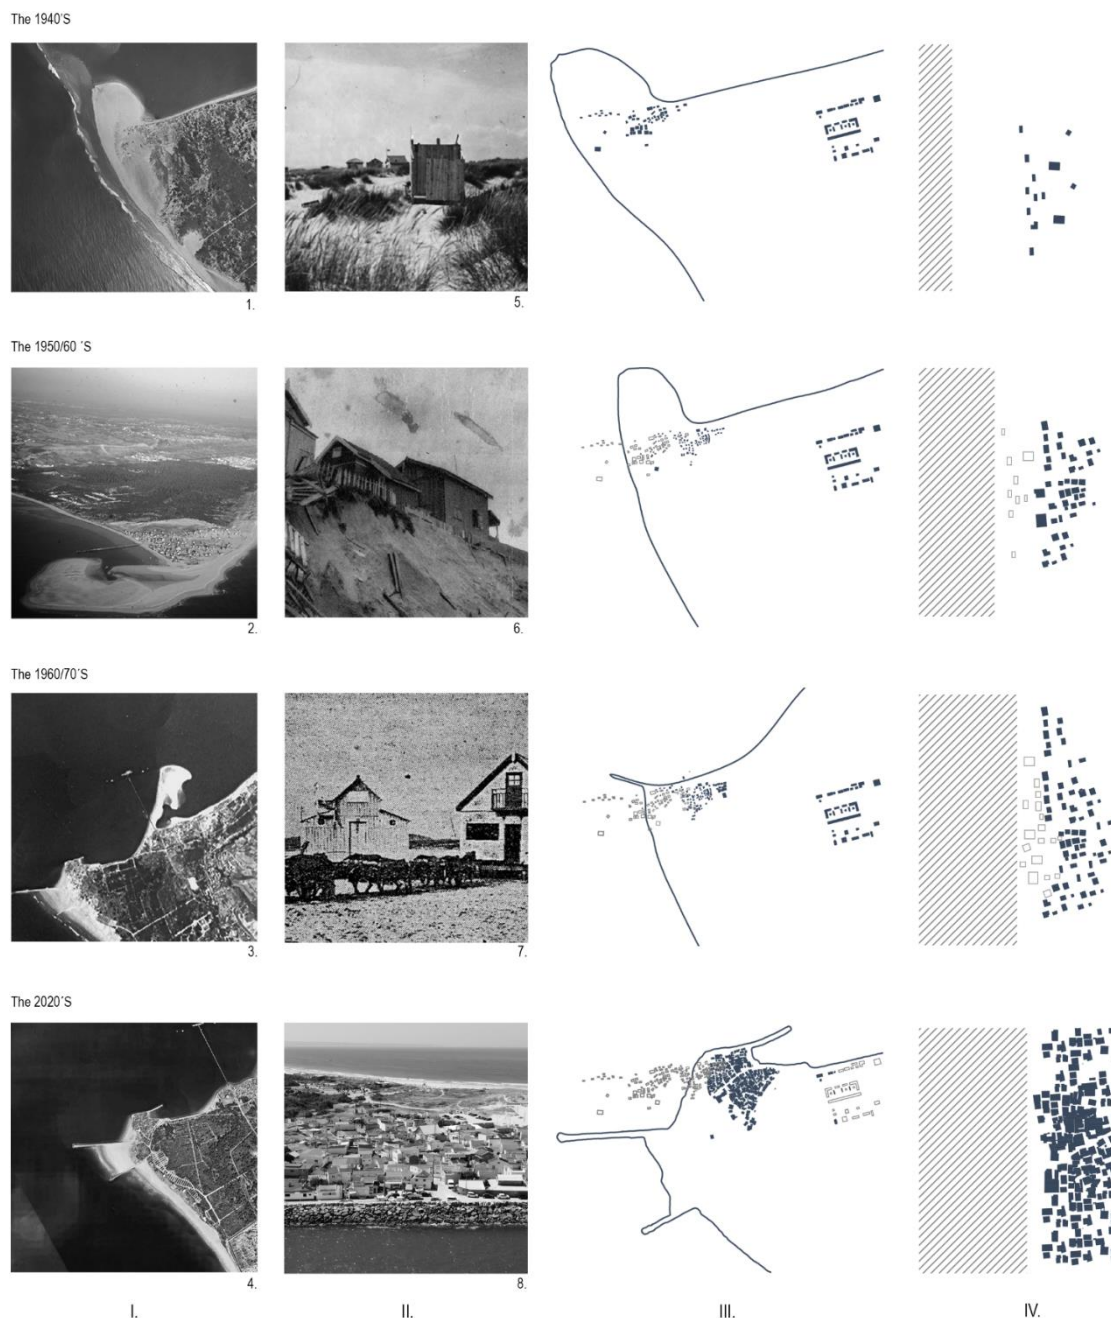 The 1940'S
1.
5.
The 1950/60 ´S
2.
6.
The 1960/70´S
3.
7.
The 2020´S
4.
8.
I.
II.
III.
IV.